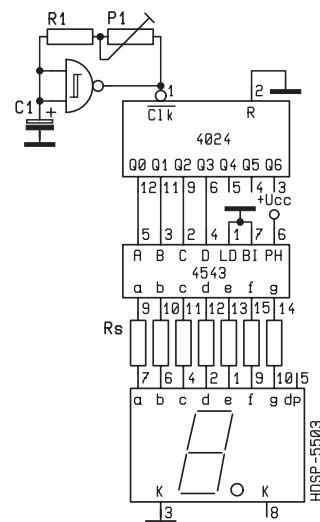 R1 P1
C1 +
1 2
Clk R
4024
Q0 Q1 Q2 Q3 Q4 Q5 Q6
12 11 9 6 5 4 3
+Ucc
5 3 2 4 1 7 6
A B C D LD BI PH
4543
a b c d e f g
9 10 11 12 13 15 14
Rs
7 6 4 2 1 9 10 5
a b c d e f g dp
HDSP-5503
K K
3 8